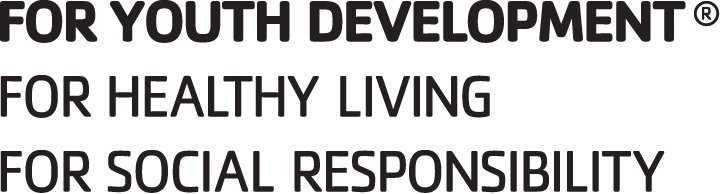 FOR YOUTH DEVELOPMENT®
FOR HEALTHY LIVING
FOR SOCIAL RESPONSIBILITY